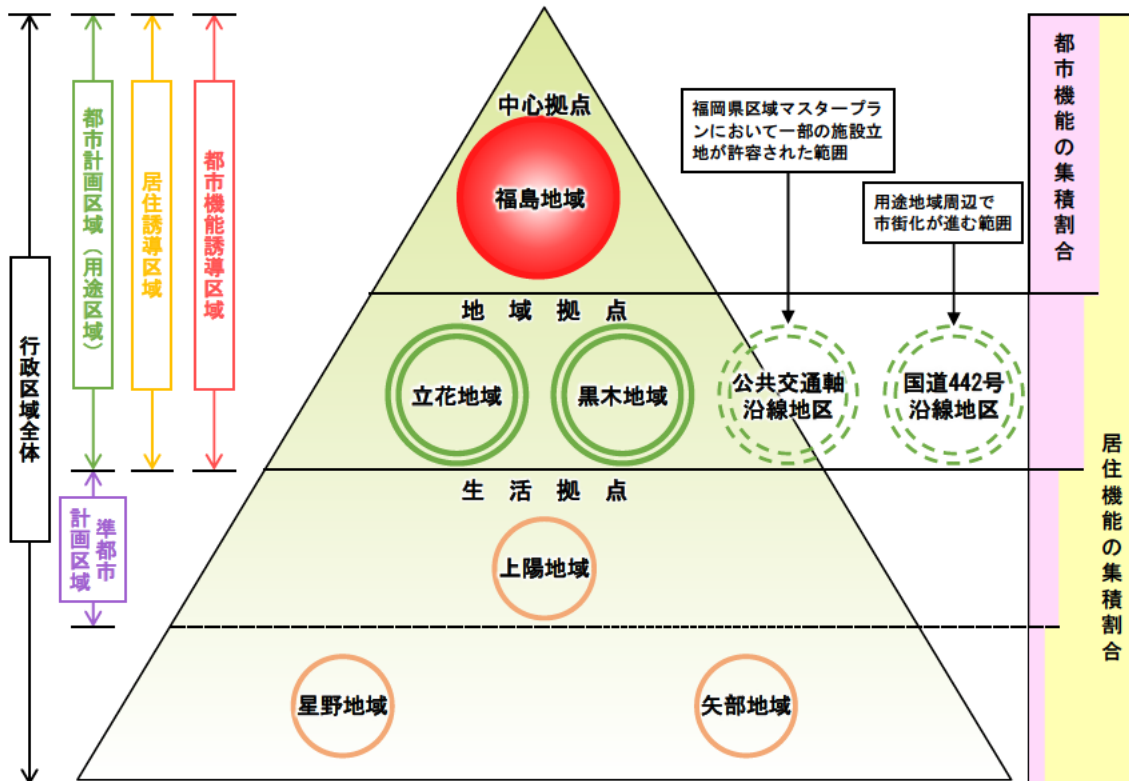 行政区域全体
都市計画区域（用途区域）
居住誘導区域
都市機能誘導区域
準都市
計画区域
中心拠点
福島地域
福岡県区域マスタープラ
ンにおいて一部の施設立
地が許容された範囲
用途地域周辺で
市街化が進む範囲
地域拠点
立花地域
黒木地域
公共交通軸
沿線地区
国道442号
沿線地区
生活拠点
上陽地域
星野地域
矢部地域
都市機能の集積割合
居住機能の集積割合